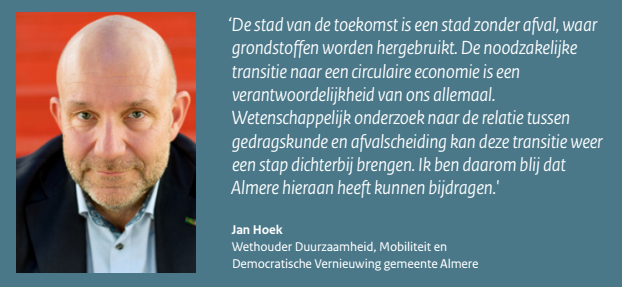 ‘De stad van de toekomst is een stad zonder afval, waar
grondstoffen worden hergebruikt. De noodzakelijke
transitie naar een circulaire economie is een
verantwoordelijkheid van ons allemaal.
Wetenschappelijk onderzoek naar de relatie tussen
gedragskunde en afvalscheiding kan deze transitie weer
een stap dichterbij brengen. Ik ben daarom blij dat
Almere hieraan heeft kunnen bijdragen.'
Jan Hoek
Wethouder Duurzaamheid, Mobiliteit en
Democratische Vernieuwing gemeente Almere